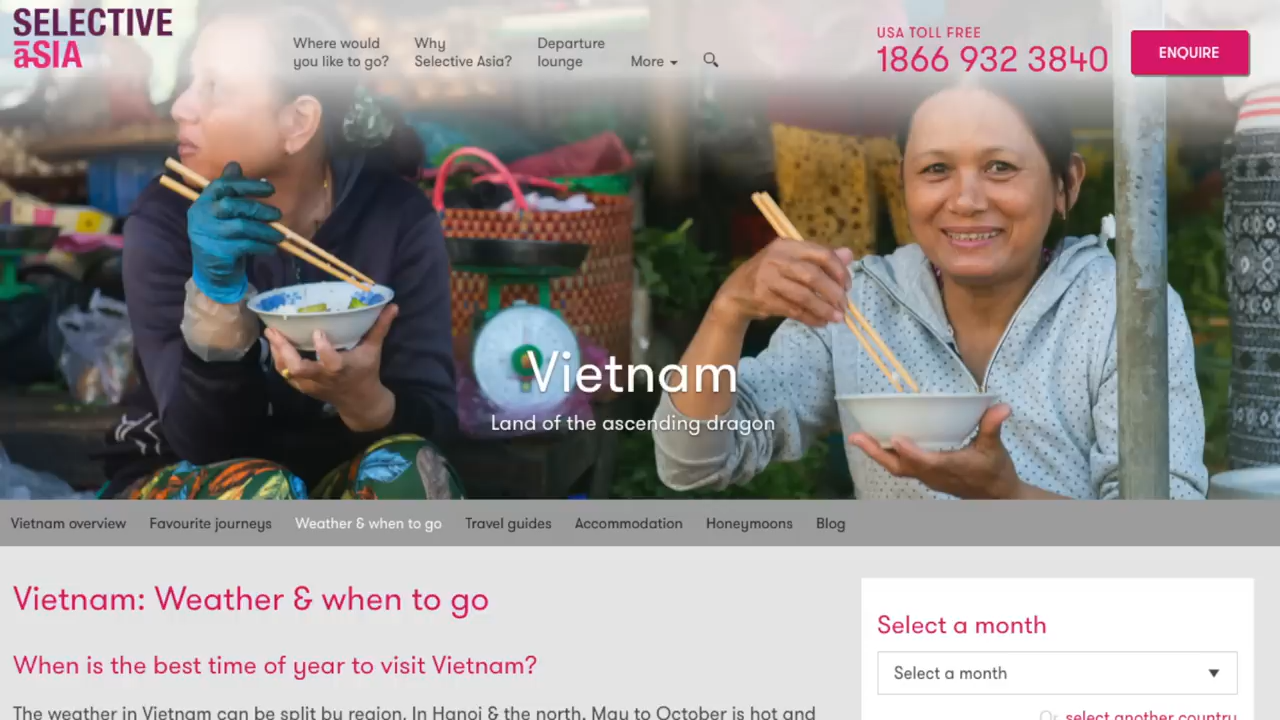 SELECTIVE
aSIA
Where would
you like to go?
Why
Selective Asia?
Departure
lounge
More
USA TOLL FREE
1866 932 3840
ENQUIRE
Vietnam
Land of the ascending dragon
Vietnam overview Favourite journeys Weather & when to go Travel guides Accommodation Honeymoons Blog
Vietnam: Weather & when to go
When is the best time of year to visit Vietnam?
The weather in Vietnam can be split by region. In Hanoi & the north, May to October is hot and
Select a month
Select a month
Or select another country